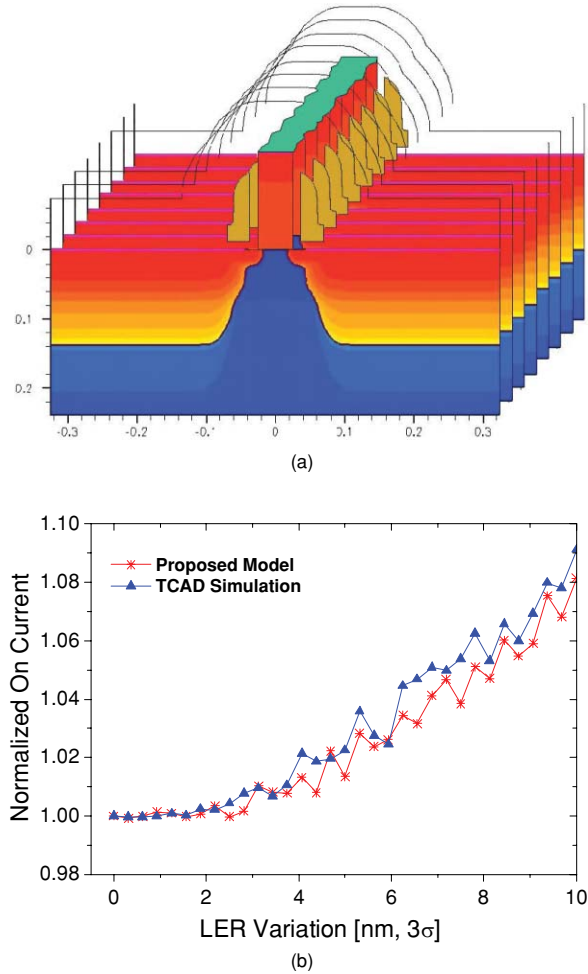 0
0.1
0.2
-0.3 -0.2 -0.1 0 0.1 0.2 0.3
(a)
1.10
1.08
1.06
1.04
1.02
1.00
0.98
Normalized On Current
Proposed Model
TCAD Simulation
0 2 4 6 8 10
LER Variation [nm, 3σ]
(b)